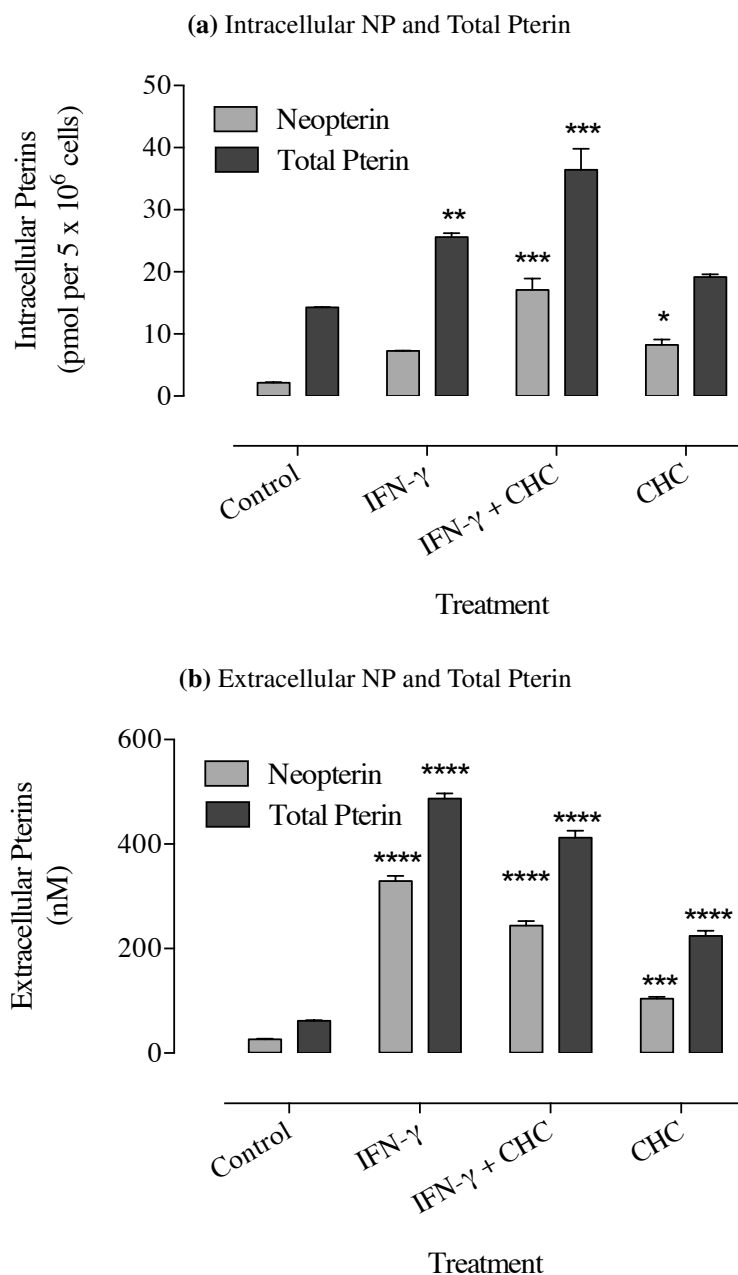 (a) Intracellular NP and Total Pterin
Intracellular Pterins
(pmol per 5 x 10⁶ cells)
50
40
30
20
10
0
Neopterin
Total Pterin
**
***
***
*
Control
IFN-γ
IFN-γ + CHC
CHC
Treatment
(b) Extracellular NP and Total Pterin
Extracellular Pterins
(nM)
600
400
200
0
Neopterin
Total Pterin
****
****
****
****
***
****
Control
IFN-γ
IFN-γ + CHC
CHC
Treatment